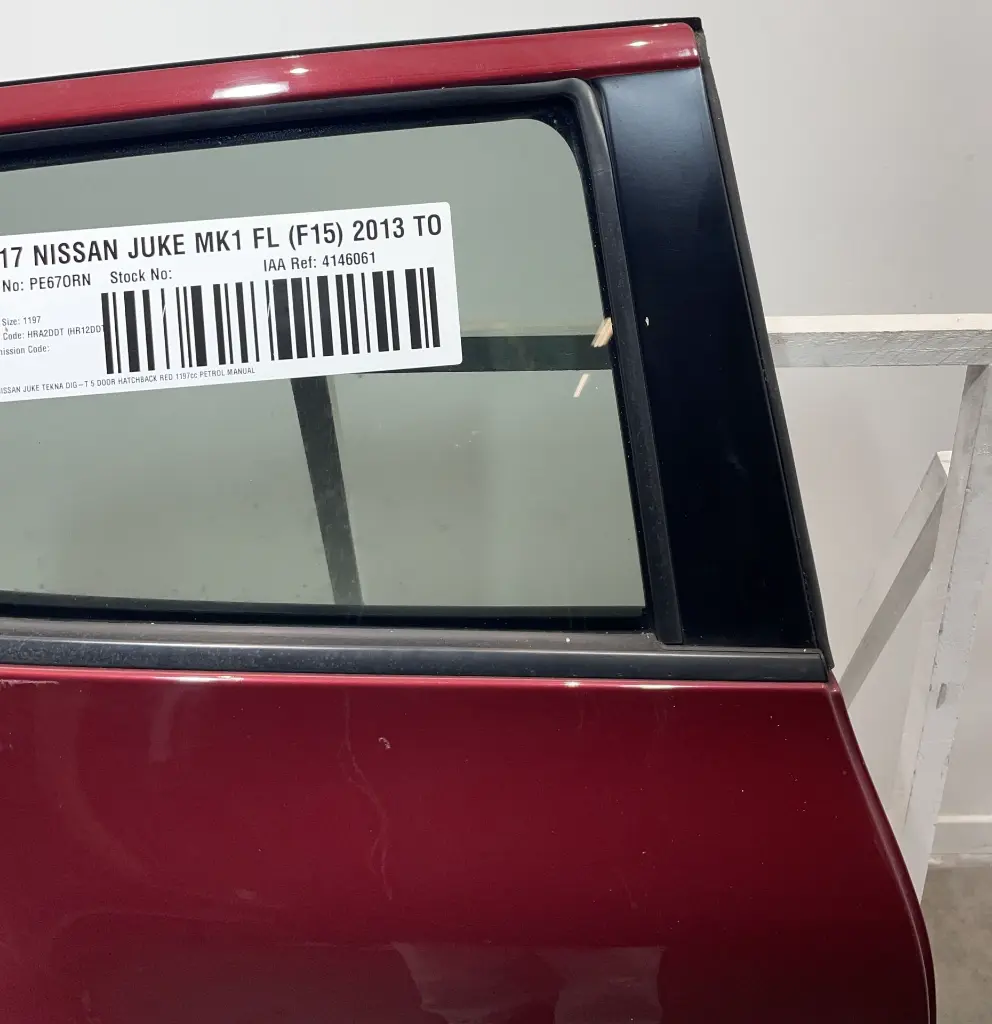 17 NISSAN JUKE MK1 FL (F15) 2013 TO
No: PE67ORN Stock No: IAA Ref: 4146061
Size: 1197
Code: HRA2DDT (HR12DDT
mission Code:
NISSAN JUKE TEKNA DIG-T 5 DOOR HATCHBACK RED 1197cc PETROL MANUAL